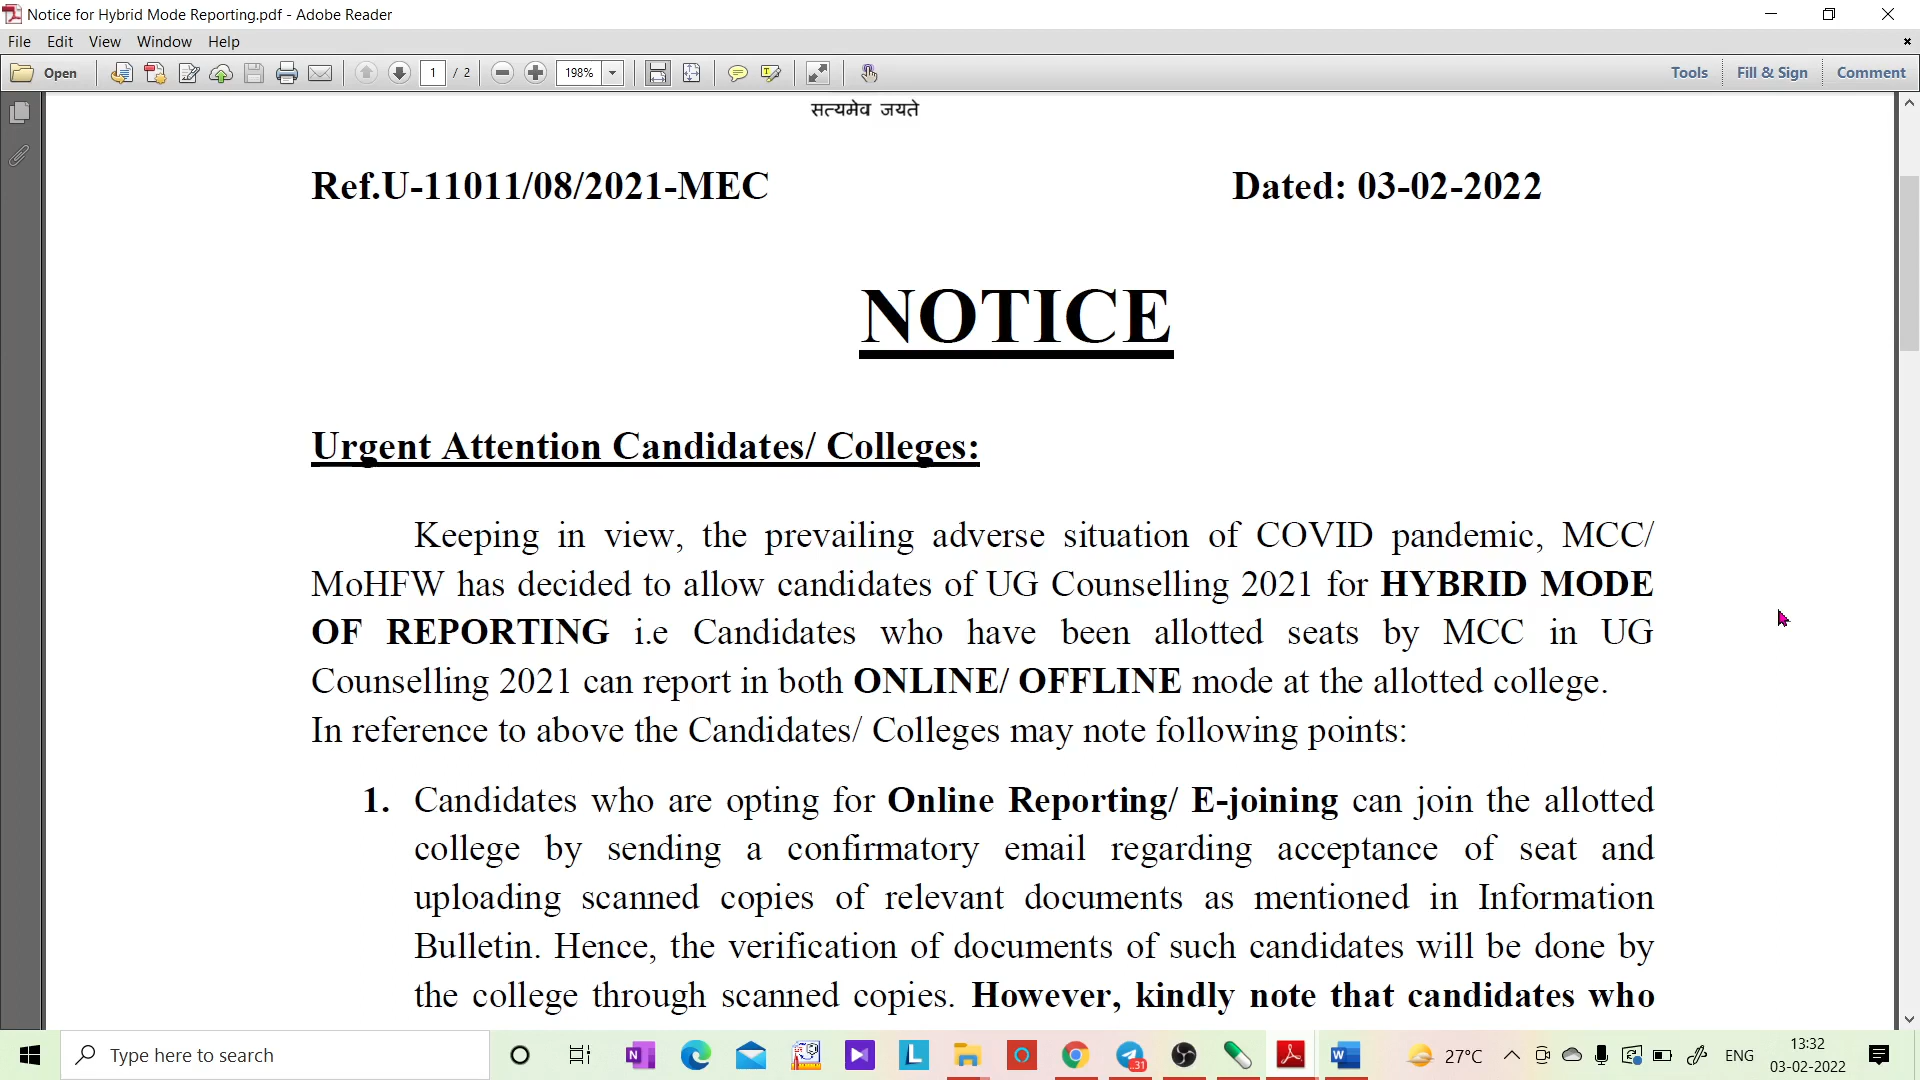 Notice for Hybrid Mode Reporting.pdf - Adobe Reader
File Edit View Window Help
Open 1 / 2 198% Tools Fill & Sign Comment
सत्यमेव जयते
Ref.U-11011/08/2021-MEC Dated: 03-02-2022
NOTICE
Urgent Attention Candidates/ Colleges:
Keeping in view, the prevailing adverse situation of COVID pandemic, MCC/
MoHFW has decided to allow candidates of UG Counselling 2021 for HYBRID MODE
OF REPORTING i.e Candidates who have been allotted seats by MCC in UG
Counselling 2021 can report in both ONLINE/ OFFLINE mode at the allotted college.
In reference to above the Candidates/ Colleges may note following points:
1. Candidates who are opting for Online Reporting/ E-joining can join the allotted
college by sending a confirmatory email regarding acceptance of seat and
uploading scanned copies of relevant documents as mentioned in Information
Bulletin. Hence, the verification of documents of such candidates will be done by
the college through scanned copies. However, kindly note that candidates who
Type here to search N L 31 W 27°C ENG 13:32
03-02-2022